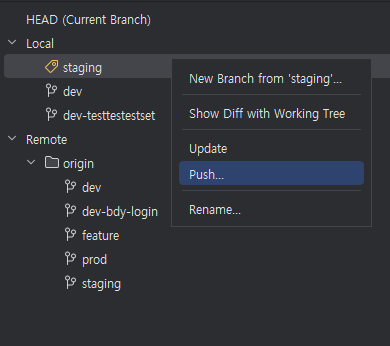 HEAD (Current Branch)
Local
staging
dev
dev-testtestestset
Remote
origin
dev
dev-bdy-login
feature
prod
staging
New Branch from 'staging'...
Show Diff with Working Tree
Update
Push...
Rename...